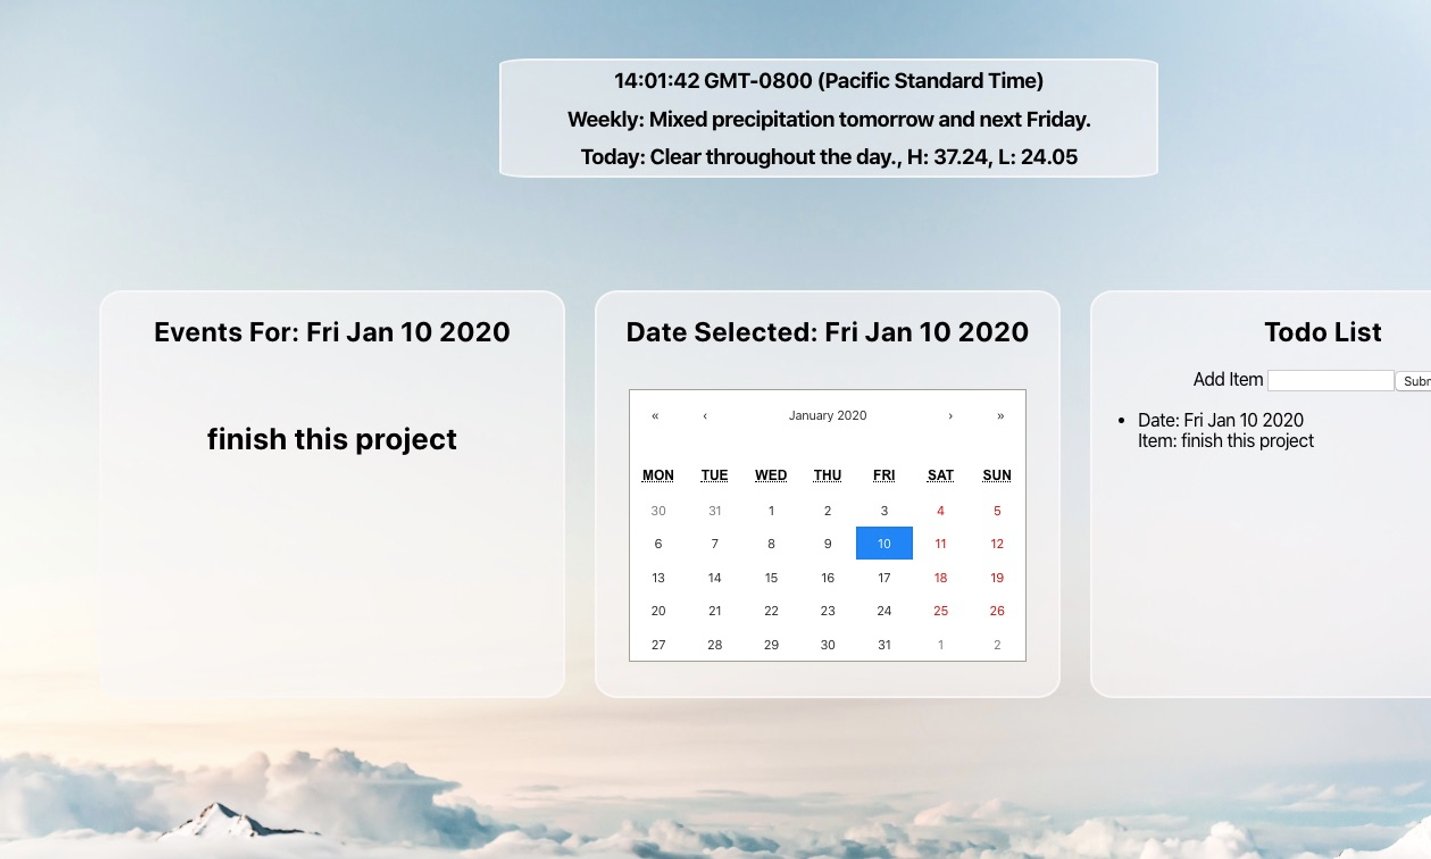 14:01:42 GMT-0800 (Pacific Standard Time)
Weekly: Mixed precipitation tomorrow and next Friday.
Today: Clear throughout the day., H: 37.24, L: 24.05
Events For: Fri Jan 10 2020
finish this project
Date Selected: Fri Jan 10 2020
« ‹ January 2020 › »
MON TUE WED THU FRI SAT SUN
30 31 1 2 3 4 5
6 7 8 9 10 11 12
13 14 15 16 17 18 19
20 21 22 23 24 25 26
27 28 29 30 31 1 2
Todo List
Add Item
• Date: Fri Jan 10 2020
Item: finish this project